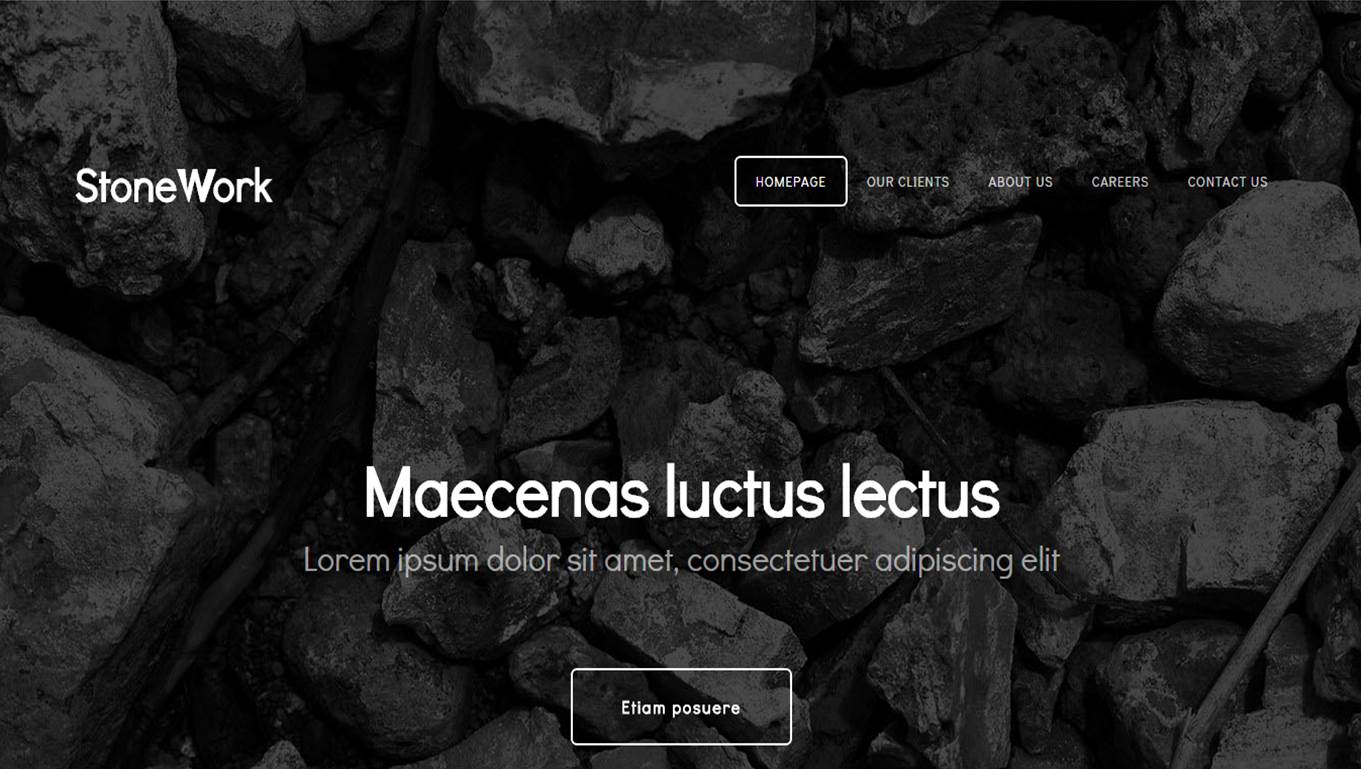 StoneWork
HOMEPAGE OUR CLIENTS ABOUT US CAREERS CONTACT US
Maecenas luctus lectus
Lorem ipsum dolor sit amet, consectetuer adipiscing elit
Etiam posuere